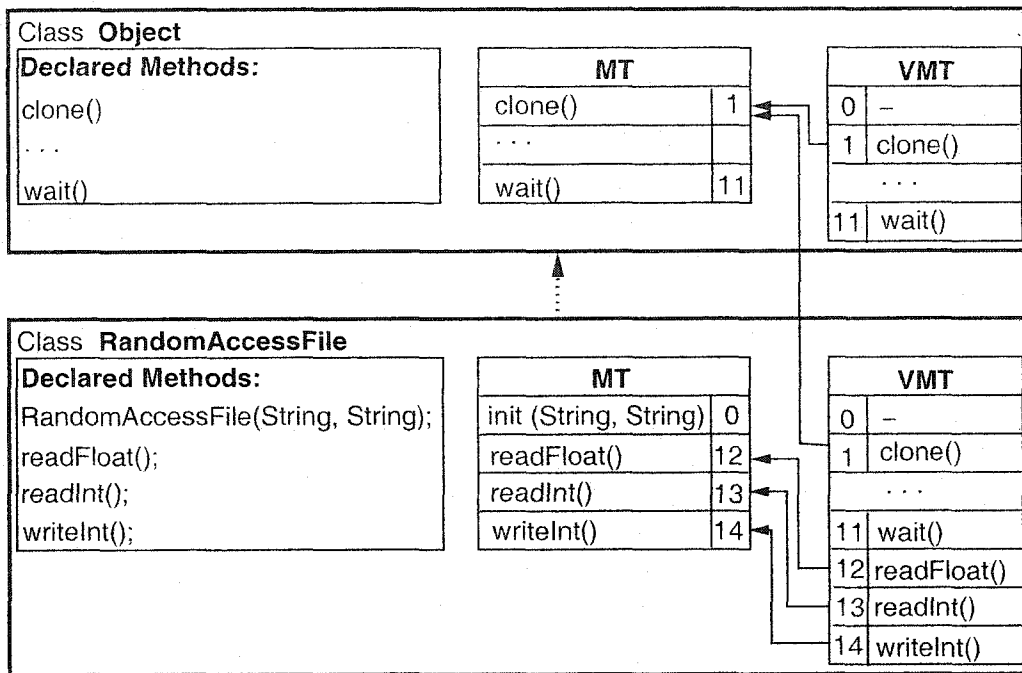 Class Object
Declared Methods:
clone()
. . .
wait()
MT
clone() 1
. . .
wait() 11
VMT
0 –
1 clone()
. . .
11 wait()
Class RandomAccessFile
Declared Methods:
RandomAccessFile(String, String);
readFloat();
readInt();
writeInt();
MT
init (String, String) 0
readFloat() 12
readInt() 13
writeInt() 14
VMT
0 –
1 clone()
. . .
11 wait()
12 readFloat()
13 readInt()
14 writeInt()